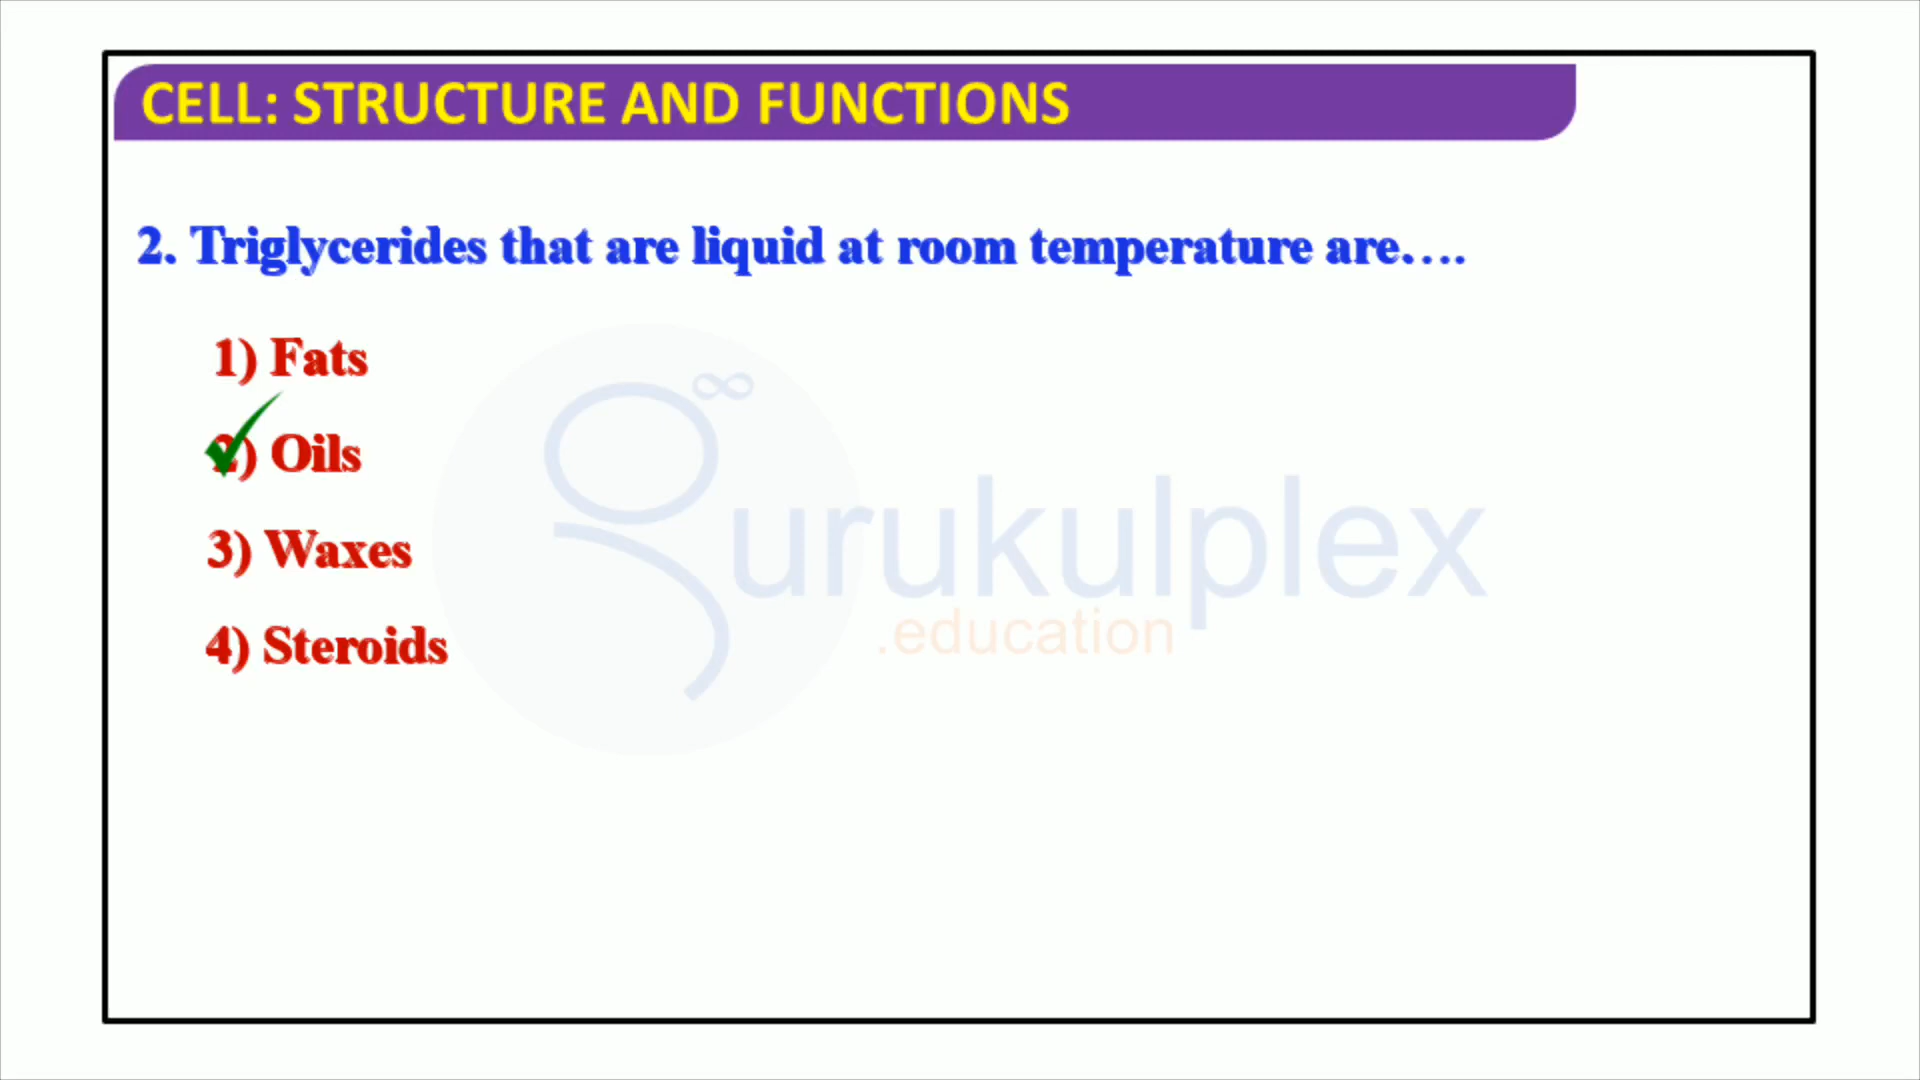 CELL: STRUCTURE AND FUNCTIONS
2. Triglycerides that are liquid at room temperature are….
1) Fats
2) Oils
3) Waxes
4) Steroids
gurukulplex
.education